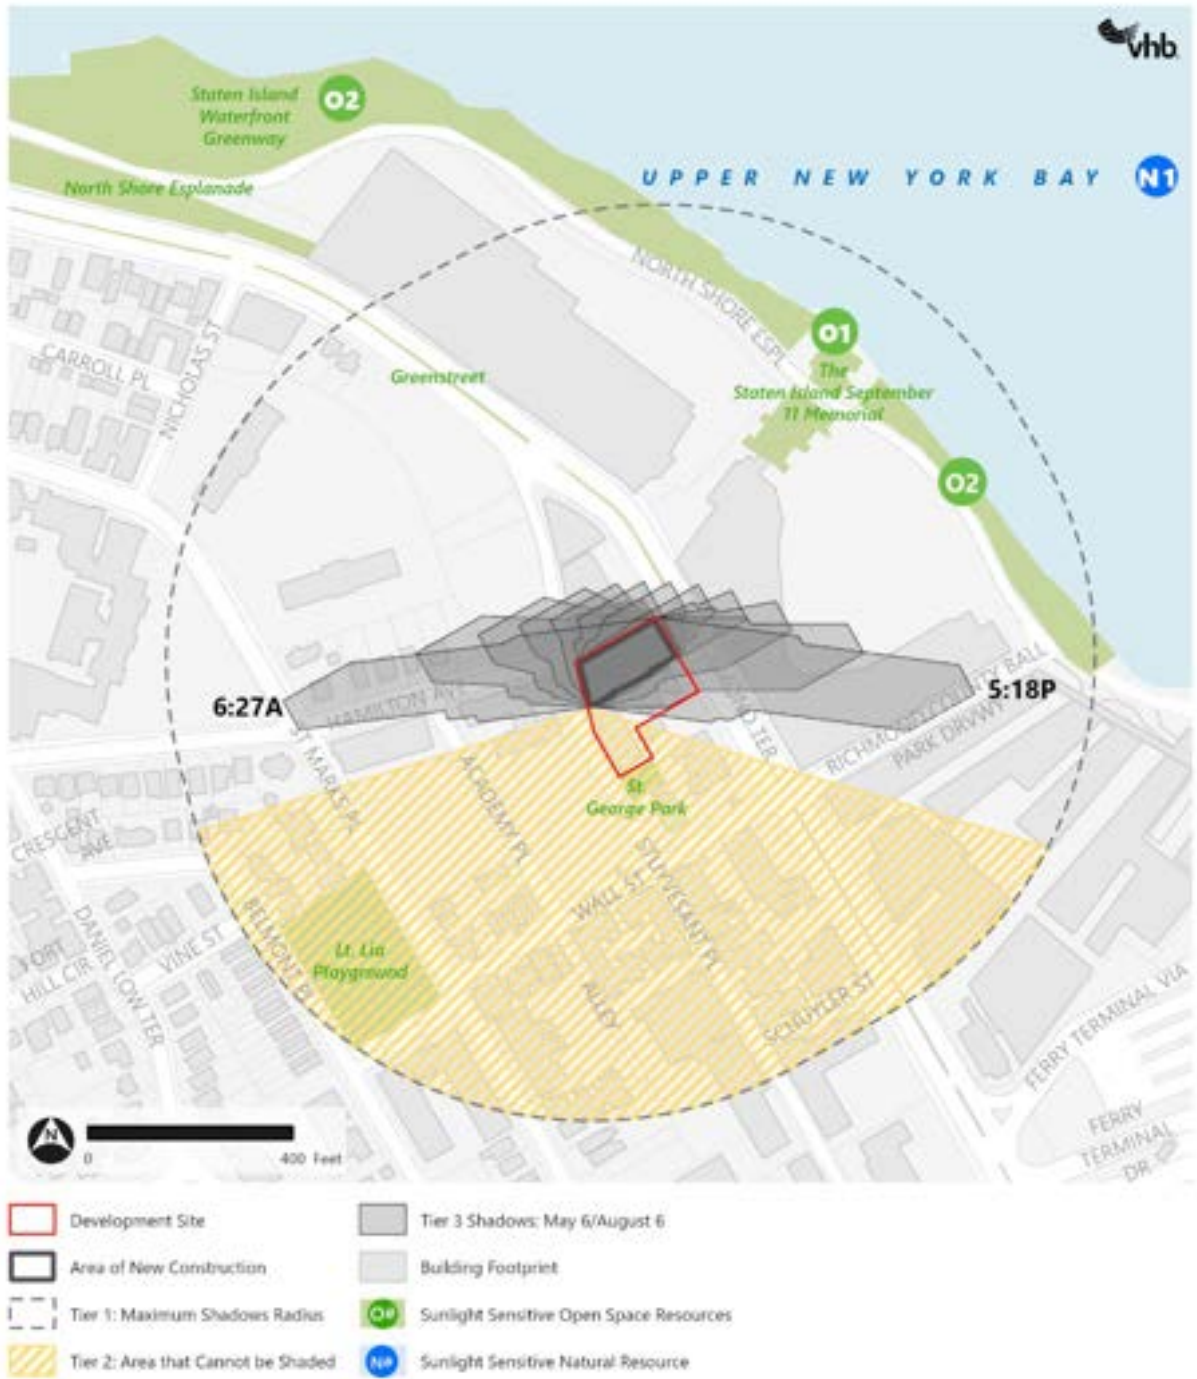 vhb
Staten Island
Waterfront
Greenway
O2
North Shore Esplanade
UPPER NEW YORK BAY
N1
NORTH SHORE ESPL
O1
The
Staten Island September
11 Memorial
CARROLL PL
NICHOLAS ST
Greenstreet
O2
6:27A
5:18P
HAMILTON AV
RICHMOND COUNTY BALL
PARK DRVWY
ST MARKS PL
ACADEMY PL
St.
George Park
CRESCENT
AVE
STUYVESANT PL
WALL ST
BELMONT PL
DANIEL LOW TER
VINE ST
FORT
HILL CIR
Lt. Lia
Playground
ALLEY
SCHUYLER ST
FERRY TERMINAL VIA
FERRY
TERMINAL
DR
N
0
400 Feet
Development Site
Tier 3 Shadows: May 6/August 6
Area of New Construction
Building Footprint
Tier 1: Maximum Shadows Radius
O#
Sunlight Sensitive Open Space Resources
Tier 2: Area that Cannot be Shaded
N#
Sunlight Sensitive Natural Resource